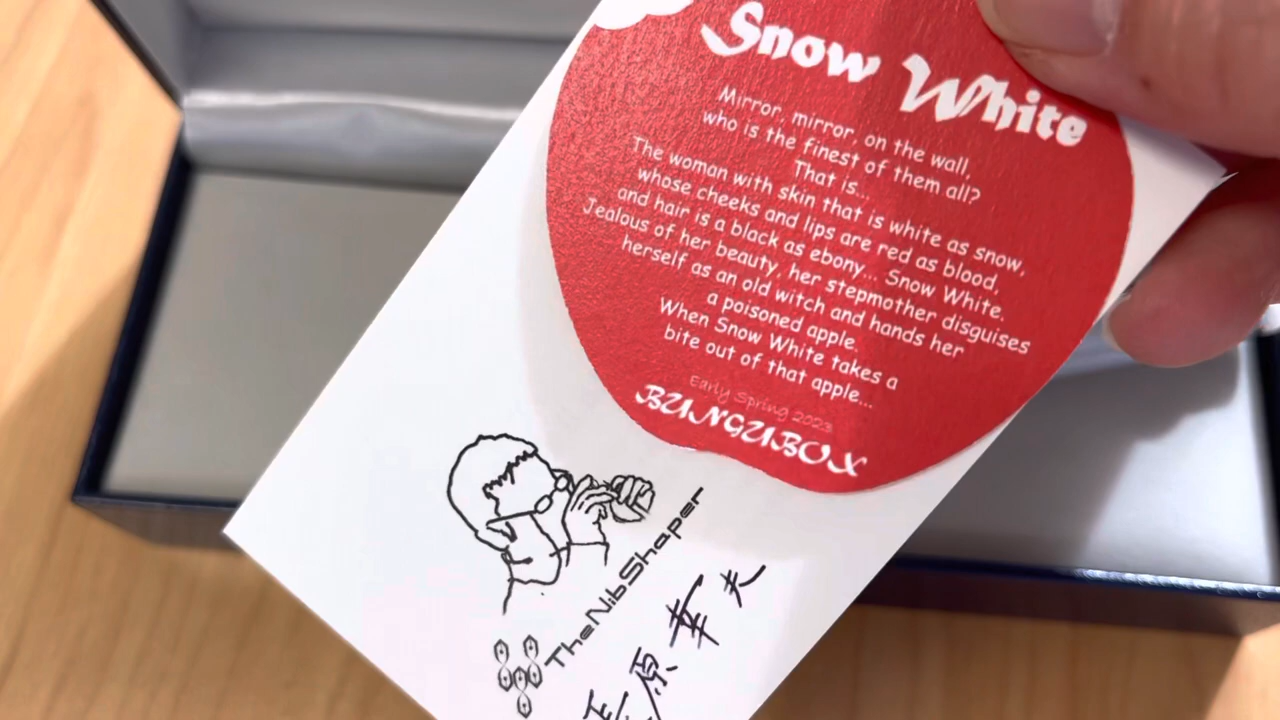 Snow White
Mirror, mirror, on the wall,
who is the finest of them all?
That is...
The woman with skin that is white as snow,
whose cheeks and lips are red as blood,
and hair is a black as ebony... Snow White.
Jealous of her beauty, her stepmother disguises
herself as an old witch and hands her
a poisoned apple.
When Snow White takes a
bite out of that apple...
Early Spring 2023
BUNGUBOX
TheNibShaper
原華夫